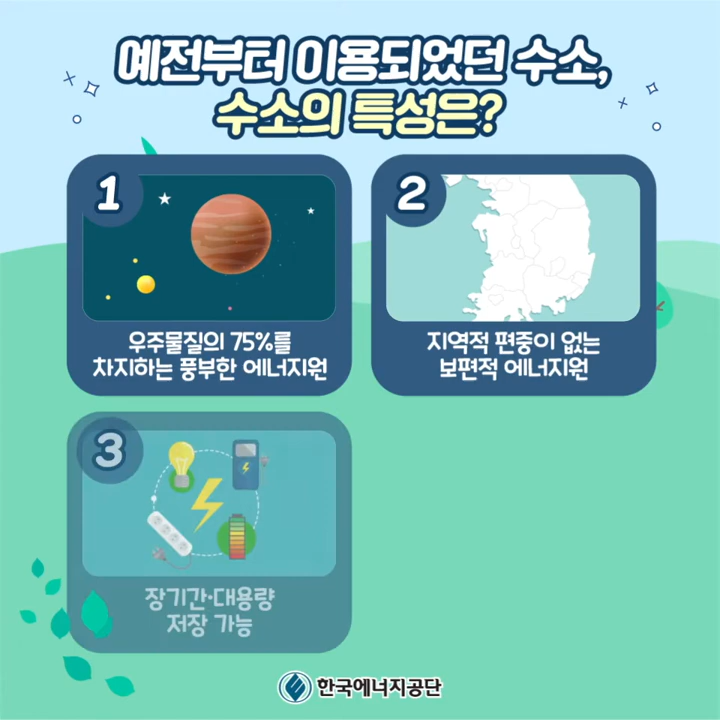 예전부터 이용되었던 수소,
수소의 특성은?
1
우주물질의 75%를
차지하는 풍부한 에너지원
2
지역적 편중이 없는
보편적 에너지원
3
장기간·대용량
저장 가능
한국에너지공단